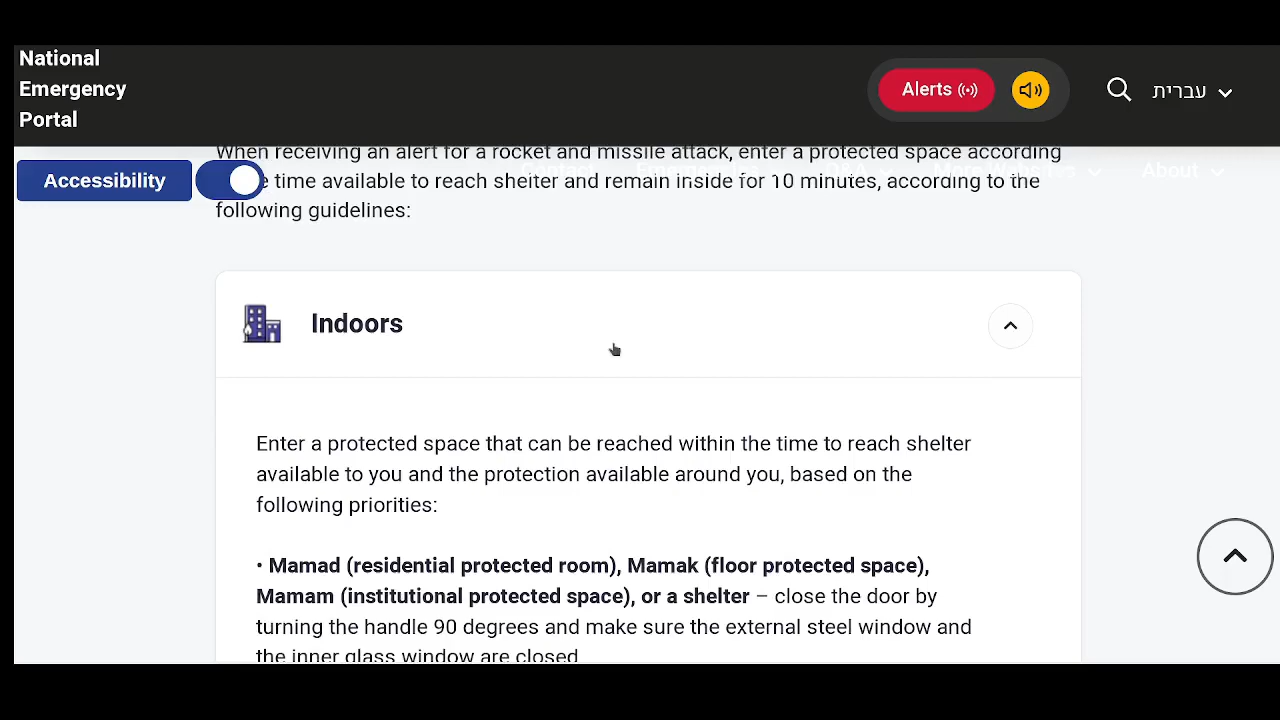 National
Emergency
Portal
Alerts
עברית
When receiving an alert for a rocket and missile attack, enter a protected space according
Accessibility
time available to reach shelter and remain inside for 10 minutes, according to the
Contact
Emergencies
Q&A
More Websites
About
following guidelines:
Indoors
Enter a protected space that can be reached within the time to reach shelter
available to you and the protection available around you, based on the
following priorities:
• Mamad (residential protected room), Mamak (floor protected space),
Mamam (institutional protected space), or a shelter – close the door by
turning the handle 90 degrees and make sure the external steel window and
the inner glass window are closed